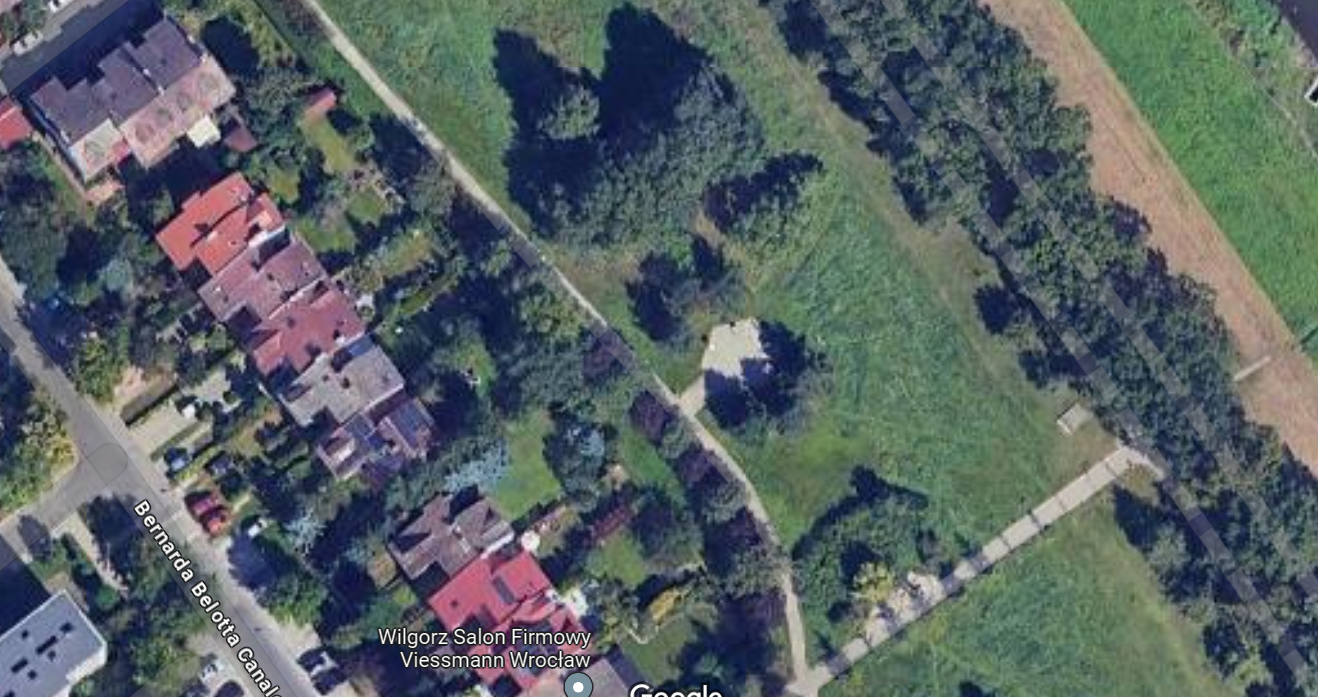 Bernarda Belotta Canal
Wilgorz Salon Firmowy
Viessmann Wrocław
Google